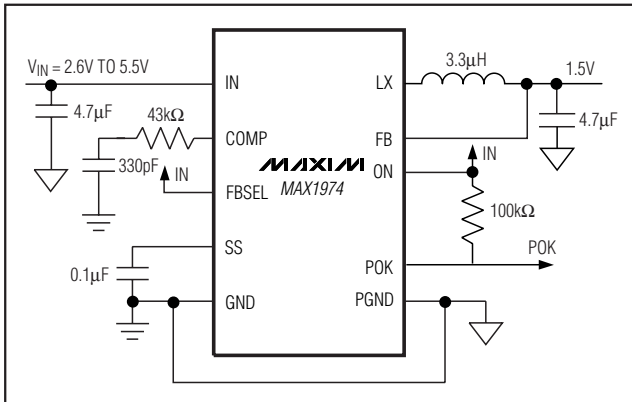 VIN = 2.6V TO 5.5V
4.7μF
43kΩ
330pF
IN
0.1μF
IN
COMP
FBSEL
SS
GND
MAXIM
MAX1974
LX
FB
ON
POK
PGND
3.3μH
1.5V
4.7μF
IN
100kΩ
POK